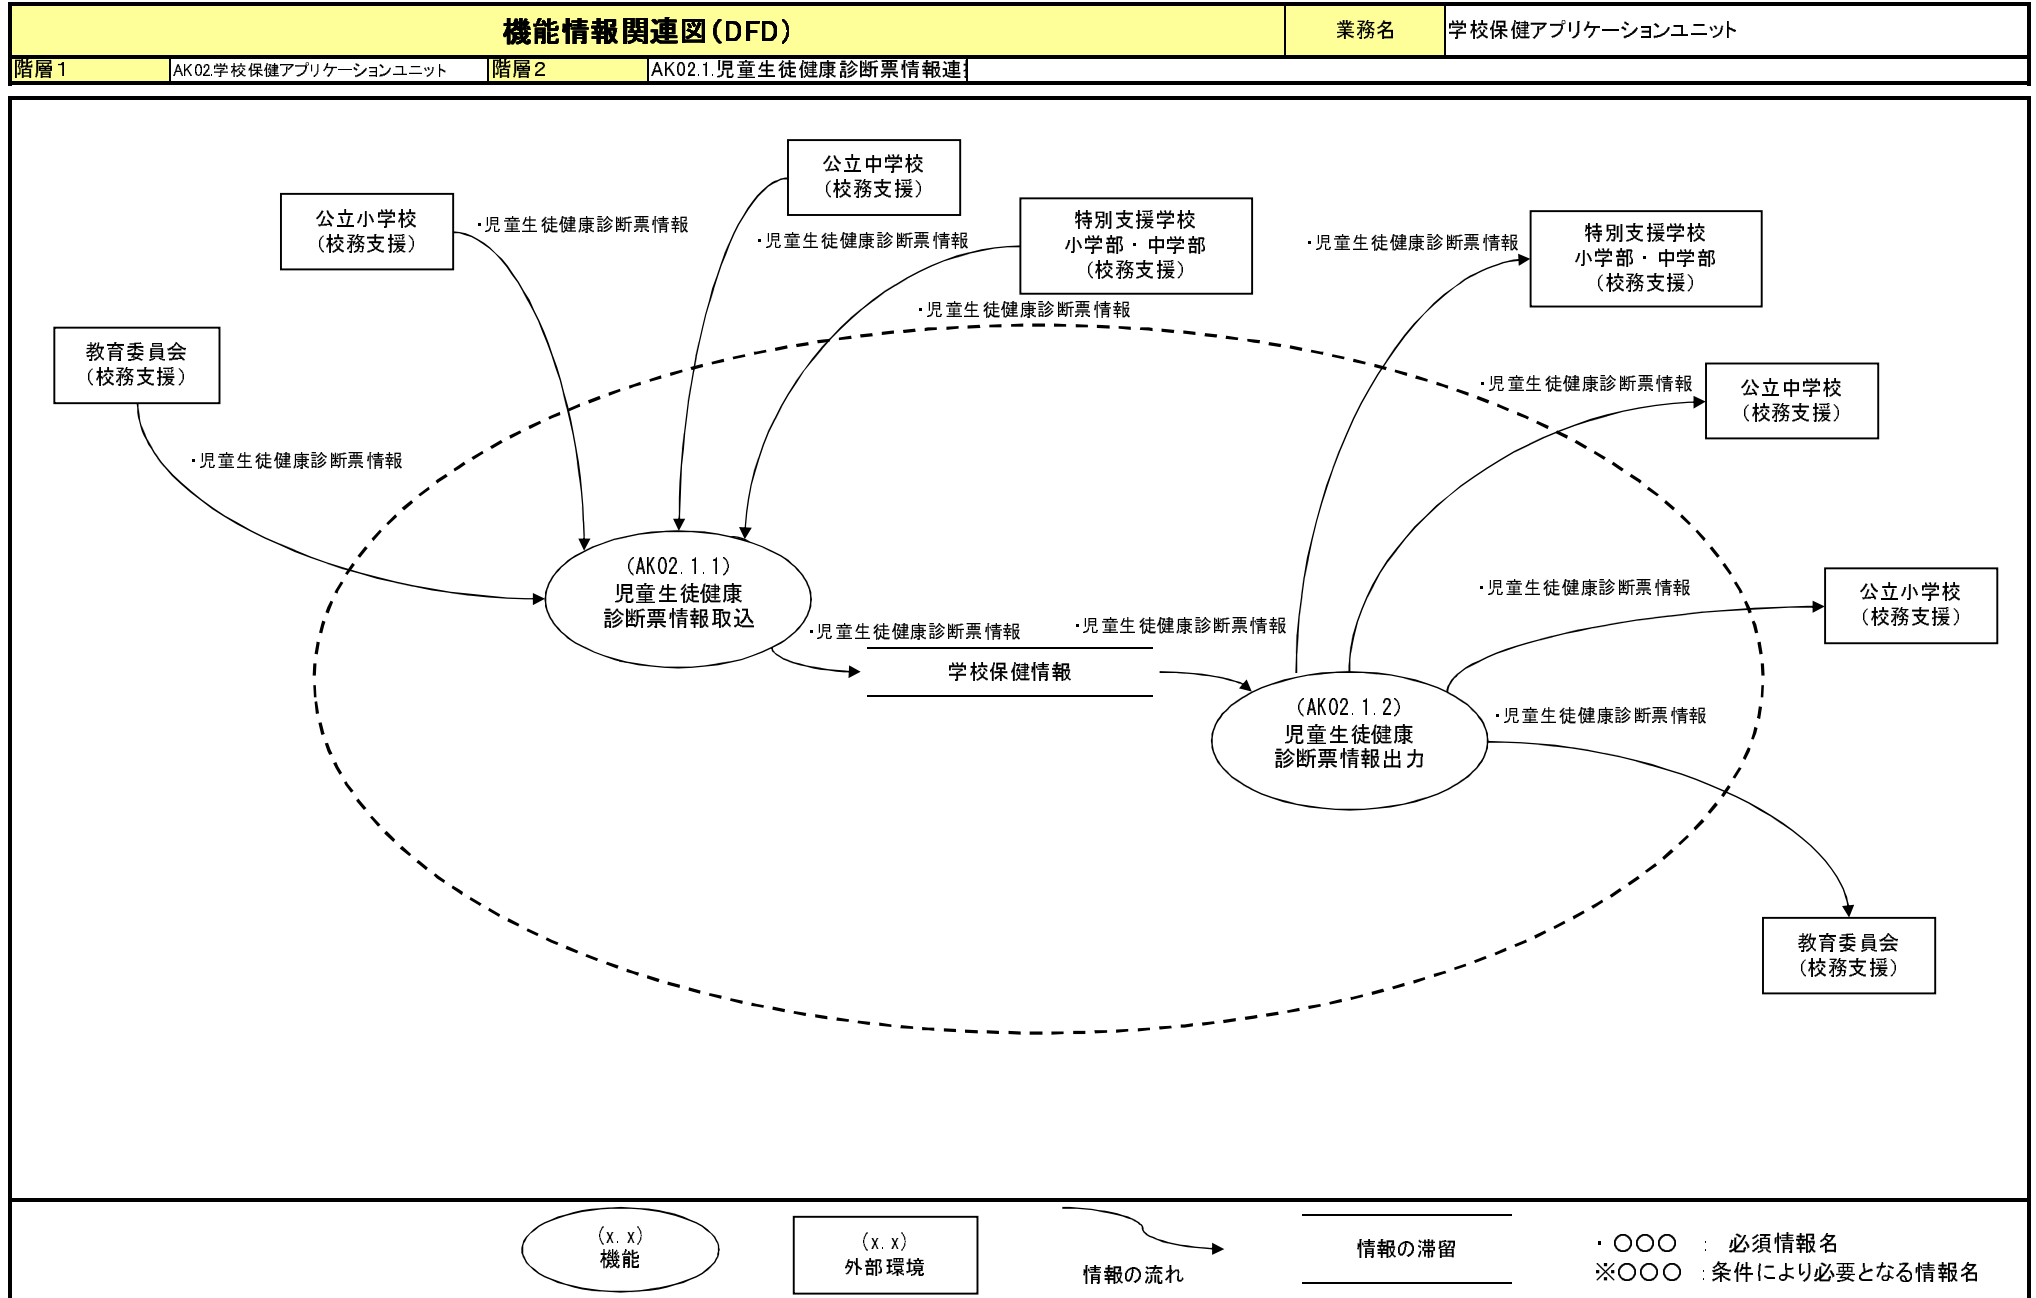 機能情報関連図(DFD)
業務名
学校保健アプリケーションユニット
階層1
AK02.学校保健アプリケーションユニット
階層2
AK02.1.児童生徒健康診断票情報連
公立中学校
(校務支援)
公立小学校
(校務支援)
・児童生徒健康診断票情報
・児童生徒健康診断票情報
特別支援学校
小学部・中学部
(校務支援)
・児童生徒健康診断票情報
・児童生徒健康診断票情報
特別支援学校
小学部・中学部
(校務支援)
教育委員会
(校務支援)
・児童生徒健康診断票情報
公立中学校
(校務支援)
・児童生徒健康診断票情報
(AK02.1.1)
児童生徒健康
診断票情報取込
・児童生徒健康診断票情報
公立小学校
(校務支援)
・児童生徒健康診断票情報
・児童生徒健康診断票情報
学校保健情報
(AK02.1.2)
児童生徒健康
診断票情報出力
・児童生徒健康診断票情報
教育委員会
(校務支援)
(x.x)
機能
(x.x)
外部環境
情報の流れ
情報の滞留
・〇〇〇 : 必須情報名
※〇〇〇 :条件により必要となる情報名